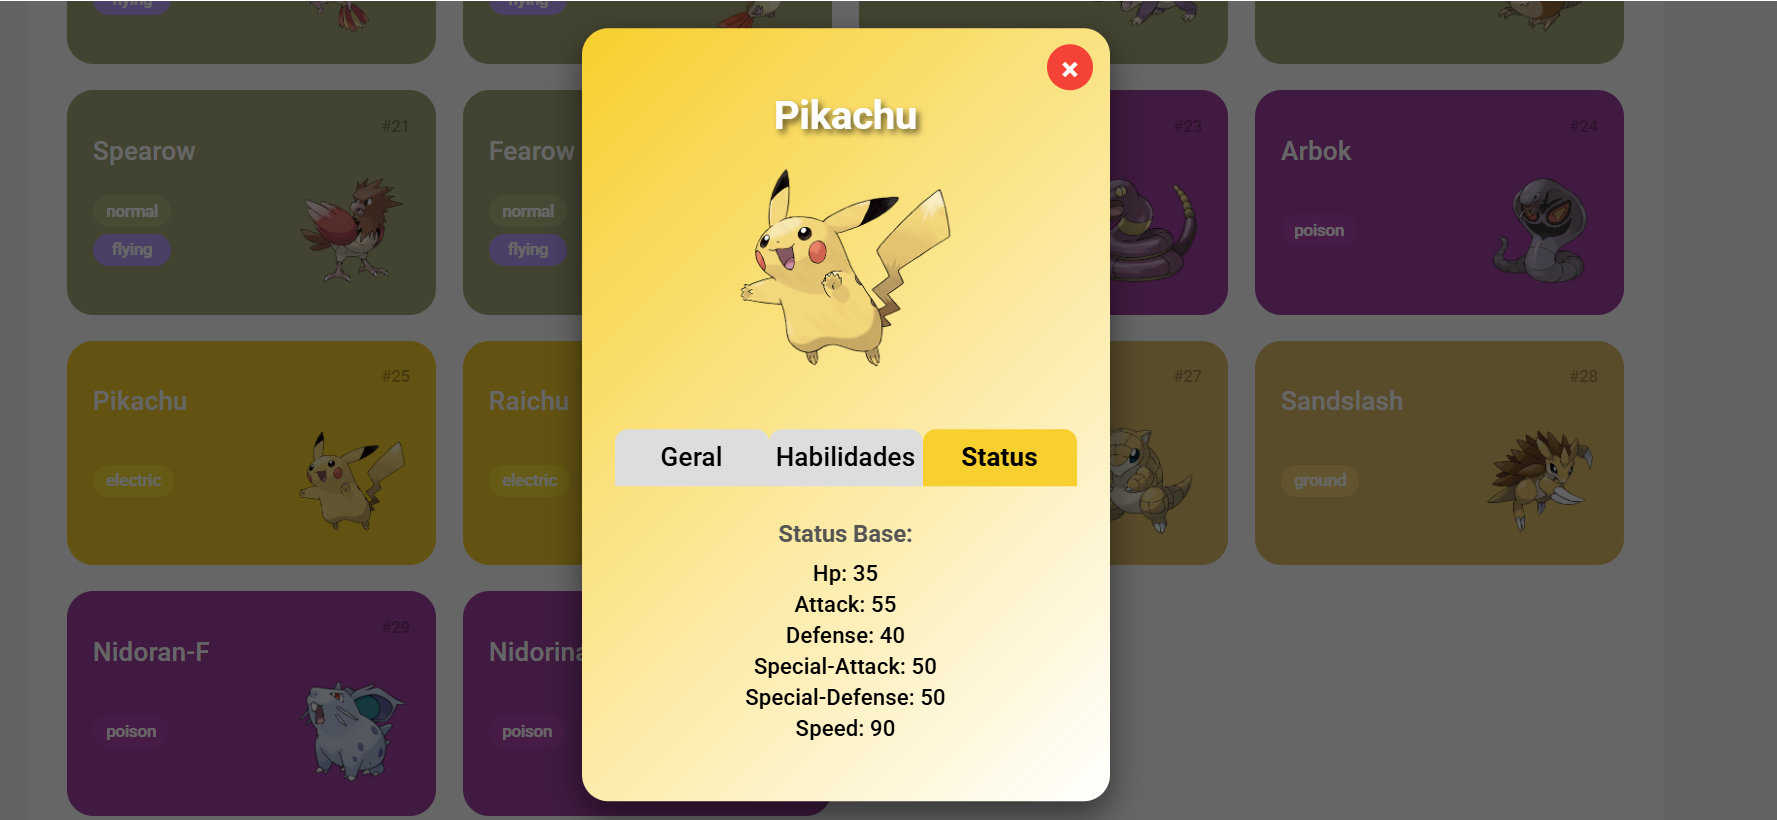 flying
flying
#21
Spearow
normal
flying
Fearow
normal
flying
#23
#24
Arbok
poison
#25
Pikachu
electric
Raichu
electric
#27
#28
Sandslash
ground
#29
Nidoran-F
poison
Nidorina
poison
×
Pikachu
Geral Habilidades Status
Status Base:
Hp: 35
Attack: 55
Defense: 40
Special-Attack: 50
Special-Defense: 50
Speed: 90